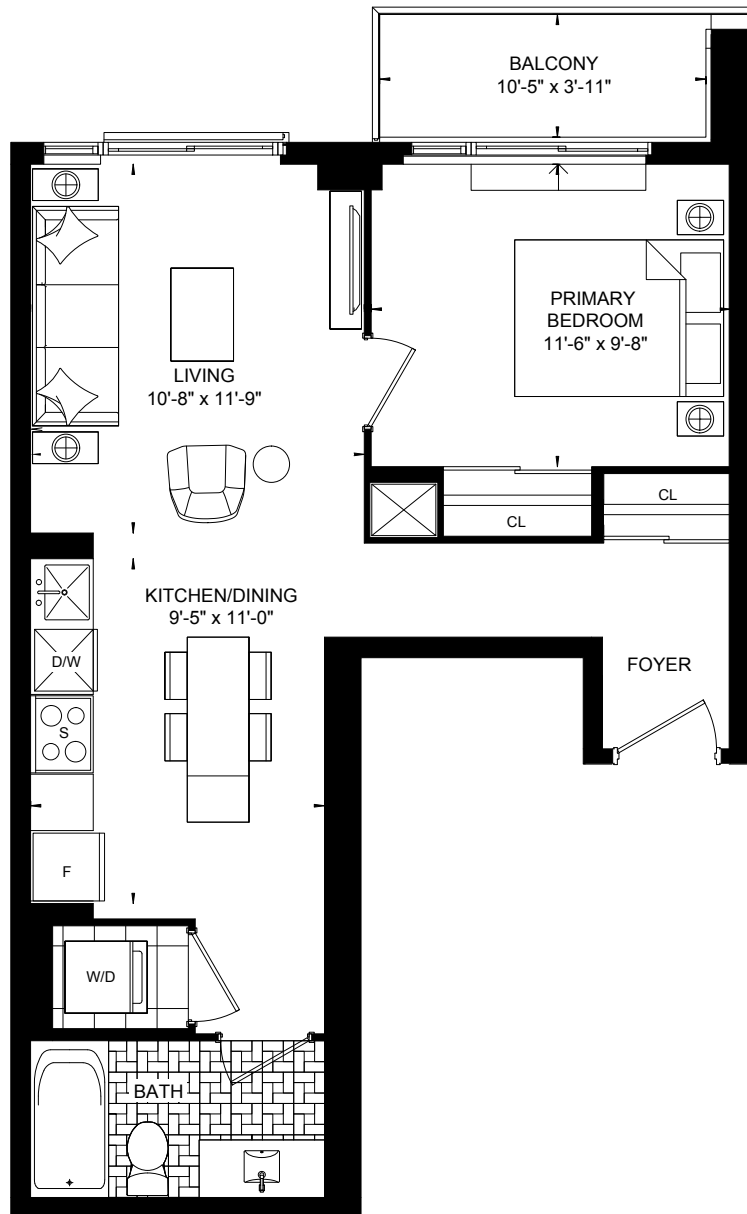 BALCONY
10'-5" x 3'-11"
PRIMARY
BEDROOM
11'-6" x 9'-8"
LIVING
10'-8" x 11'-9"
CL
CL
KITCHEN/DINING
9'-5" x 11'-0"
D/W
FOYER
S
F
W/D
BATH